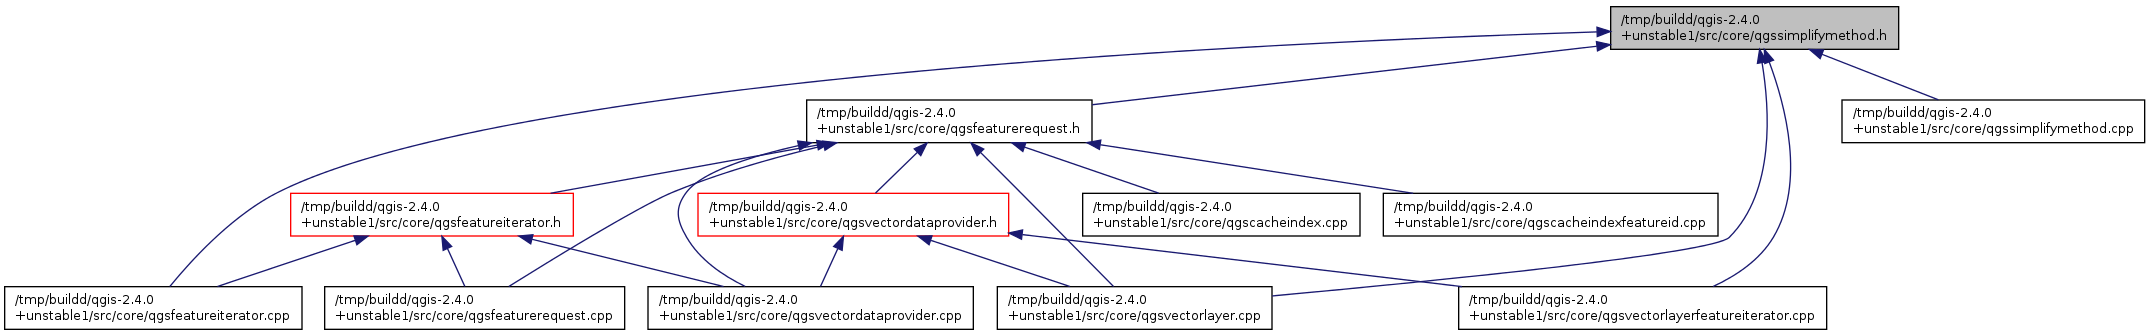 /tmp/buildd/qgis-2.4.0
+unstable1/src/core/qgssimplifymethod.h
/tmp/buildd/qgis-2.4.0
+unstable1/src/core/qgsfeaturerequest.h
/tmp/buildd/qgis-2.4.0
+unstable1/src/core/qgssimplifymethod.cpp
/tmp/buildd/qgis-2.4.0
+unstable1/src/core/qgsfeatureiterator.h
/tmp/buildd/qgis-2.4.0
+unstable1/src/core/qgsvectordataprovider.h
/tmp/buildd/qgis-2.4.0
+unstable1/src/core/qgscacheindex.cpp
/tmp/buildd/qgis-2.4.0
+unstable1/src/core/qgscacheindexfeatureid.cpp
/tmp/buildd/qgis-2.4.0
+unstable1/src/core/qgsfeatureiterator.cpp
/tmp/buildd/qgis-2.4.0
+unstable1/src/core/qgsfeaturerequest.cpp
/tmp/buildd/qgis-2.4.0
+unstable1/src/core/qgsvectordataprovider.cpp
/tmp/buildd/qgis-2.4.0
+unstable1/src/core/qgsvectorlayer.cpp
/tmp/buildd/qgis-2.4.0
+unstable1/src/core/qgsvectorlayerfeatureiterator.cpp